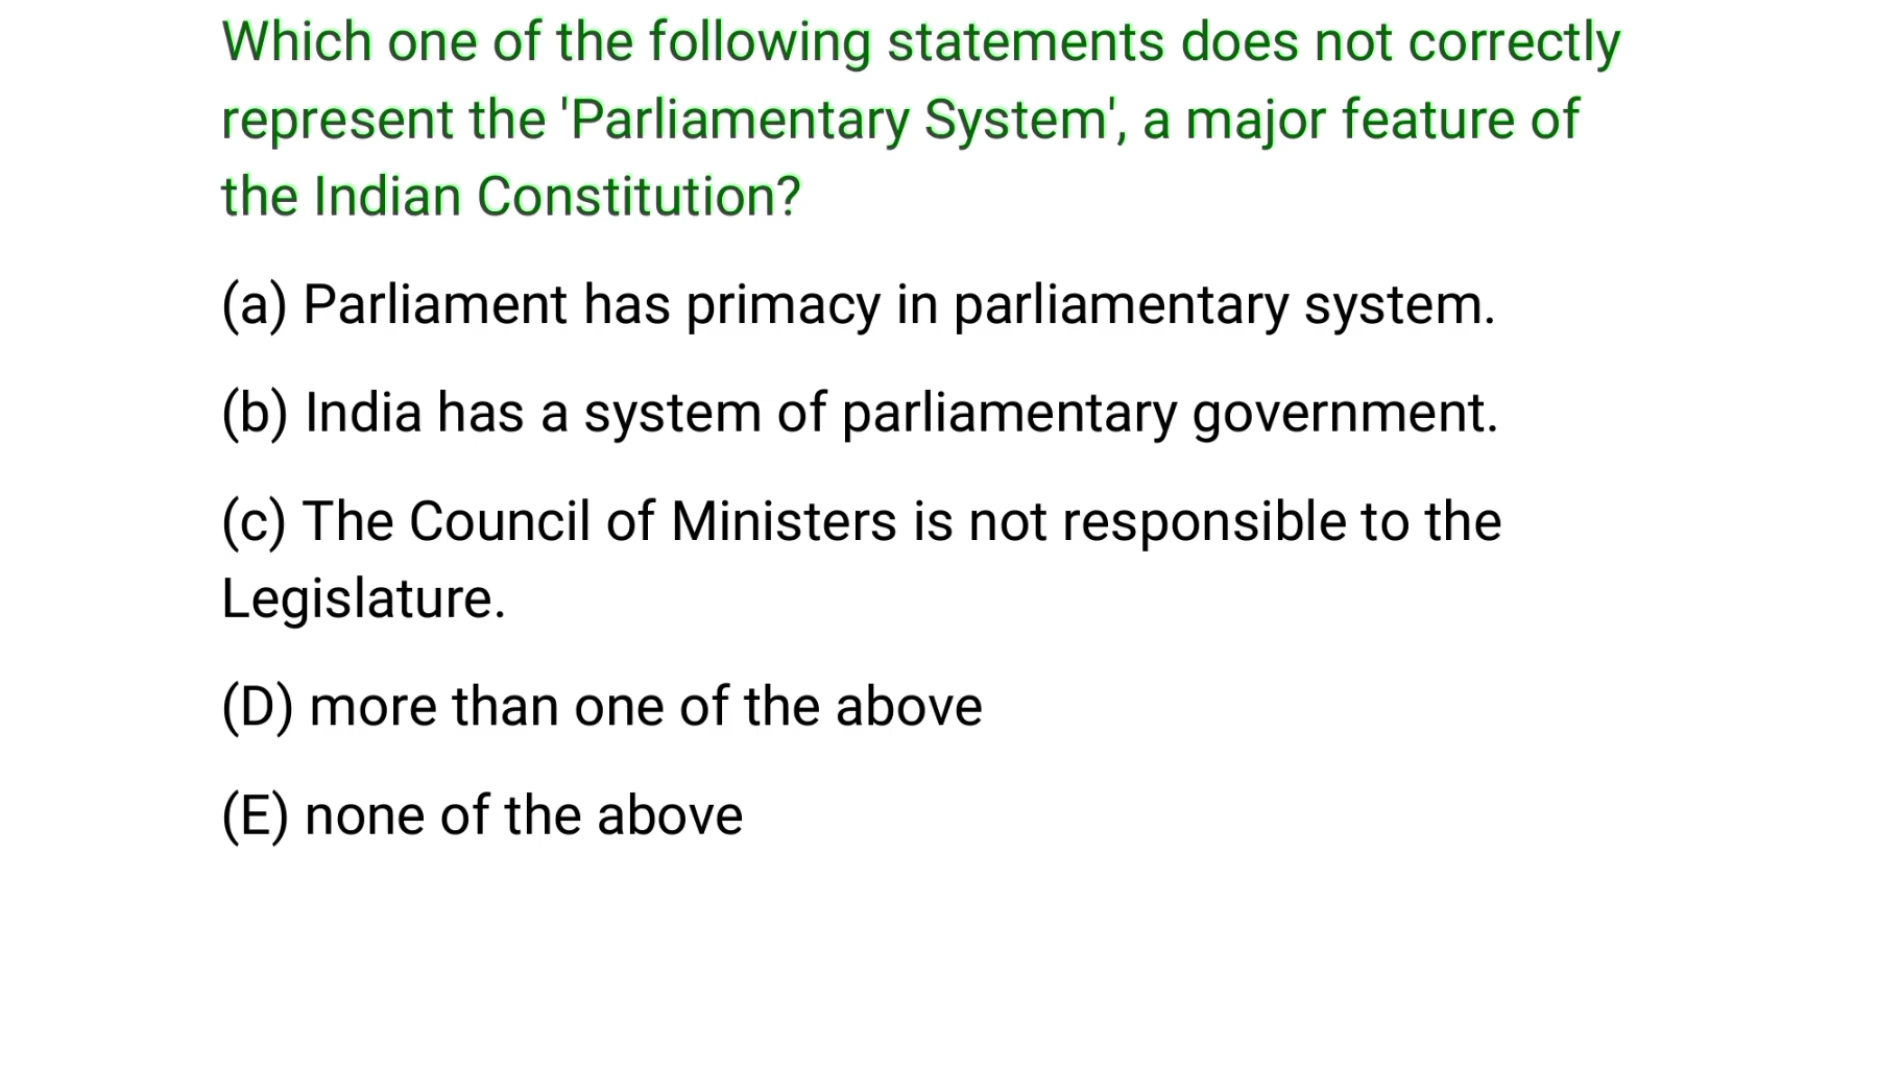 Which one of the following statements does not correctly
represent the 'Parliamentary System', a major feature of
the Indian Constitution?
(a) Parliament has primacy in parliamentary system.
(b) India has a system of parliamentary government.
(c) The Council of Ministers is not responsible to the
Legislature.
(D) more than one of the above
(E) none of the above